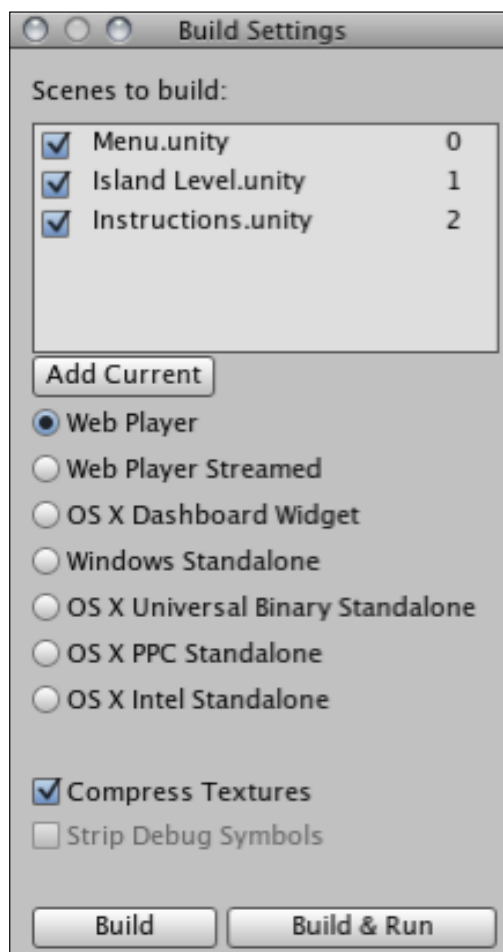 Build Settings
Scenes to build:
Menu.unity 0
Island Level.unity 1
Instructions.unity 2
Add Current
Web Player
Web Player Streamed
OS X Dashboard Widget
Windows Standalone
OS X Universal Binary Standalone
OS X PPC Standalone
OS X Intel Standalone
Compress Textures
Strip Debug Symbols
Build Build & Run